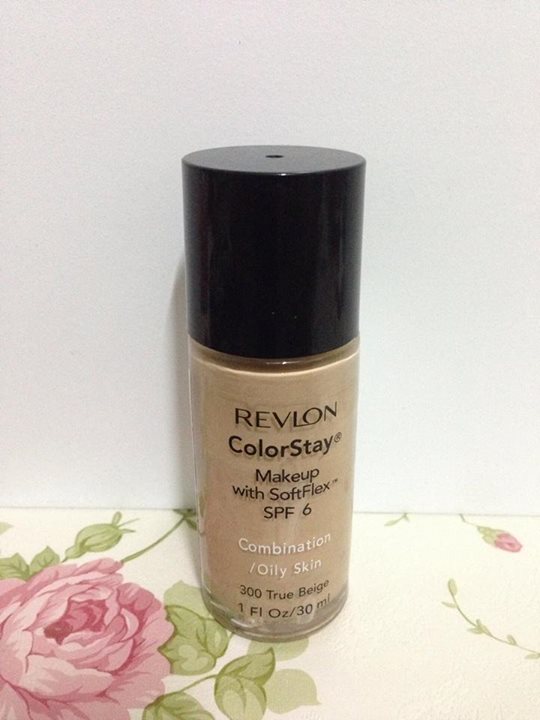 REVLON
ColorStay®
Makeup
with SoftFlex™
SPF 6
Combination
/Oily Skin
300 True Beige
1 Fl Oz/30 ml